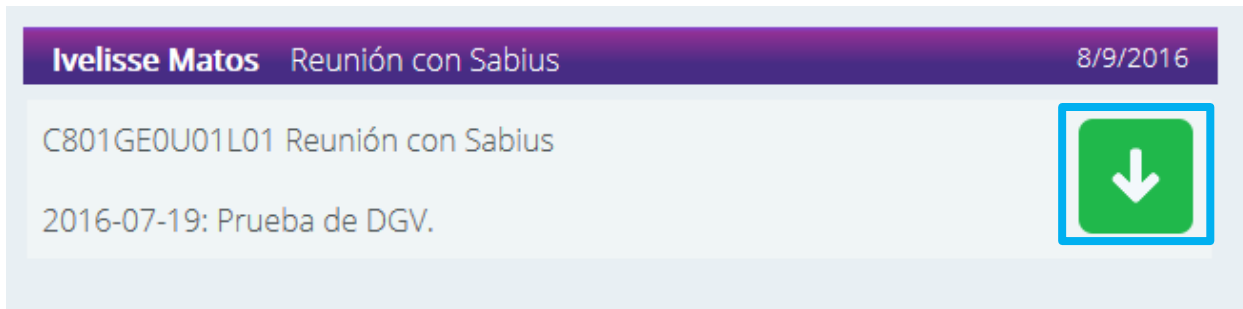 Ivelisse Matos Reunión con Sabius 8/9/2016
C801GE0U01L01 Reunión con Sabius
2016-07-19: Prueba de DGV.